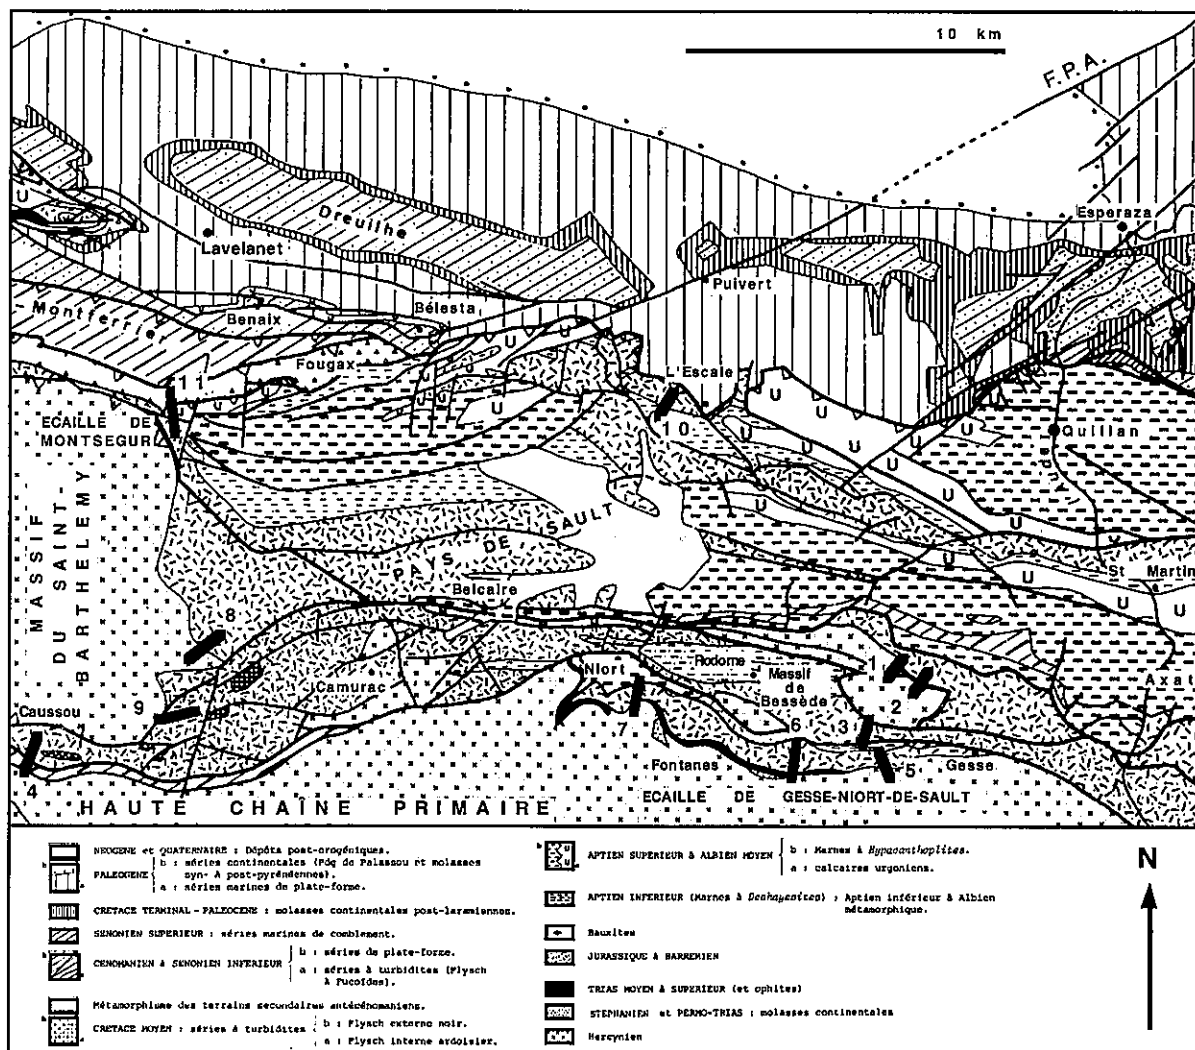 10 km
F.P.A.
Esperaza
U
Dreuilhe
Lavelanet
Puivert
Bélesta
Benaix
- Montferrier
U
U
Fougax
L'Escale
11
U
U
ECAILLE DE
MONTSEGUR
U
10
U
U
U
Quillan
U
U
U
U
U
MASSIF
DU SAINT-
BARTHELEMY
PAYS DE SAULT
U
U
U
St Martin
Belcaire
U
U
8
Niort
Rodome
1
Massif
de
Bessède
Axat
Camurac
2
9
Caussou
7
6
3
Fontanes
5
Gesse
4
HAUTE CHAÎNE PRIMAIRE
ECAILLE DE GESSE-NIORT-DE-SAULT
NEOGENE et QUATERNAIRE : Dépôts post-orogéniques.
PALEOGENE
b : séries continentales (Pdg de Palassou et molasses
syn- à post-pyrénéennes).
a : séries marines de plate-forme.
CRETACE TERMINAL - PALEOCENE : molasses continentales post-laramiennes.
SENONIEN SUPERIEUR : séries marines de comblement.
CENOMANIEN à SENONIEN INFERIEUR
b : séries de plate-forme.
a : séries à turbidites (Flysch
à Fucoïdes).
Métamorphisme des terrains secondaires antécénomaniens.
CRETACE MOYEN : séries à turbidites
b : Flysch externe noir.
a : Flysch interne ardoisier.
APTIEN SUPERIEUR à ALBIEN MOYEN
b : Marnes à Hypacanthoplites.
a : calcaires urgoniens.
APTIEN INFERIEUR (Marnes à Deshayesites) : Aptien inférieur à Albien
métamorphique.
Bauxites
JURASSIQUE à BARREMIEN
TRIAS MOYEN à SUPERIEUR (et ophites)
STEPHANIEN et PERMO-TRIAS : molasses continentales
Hercynien
N